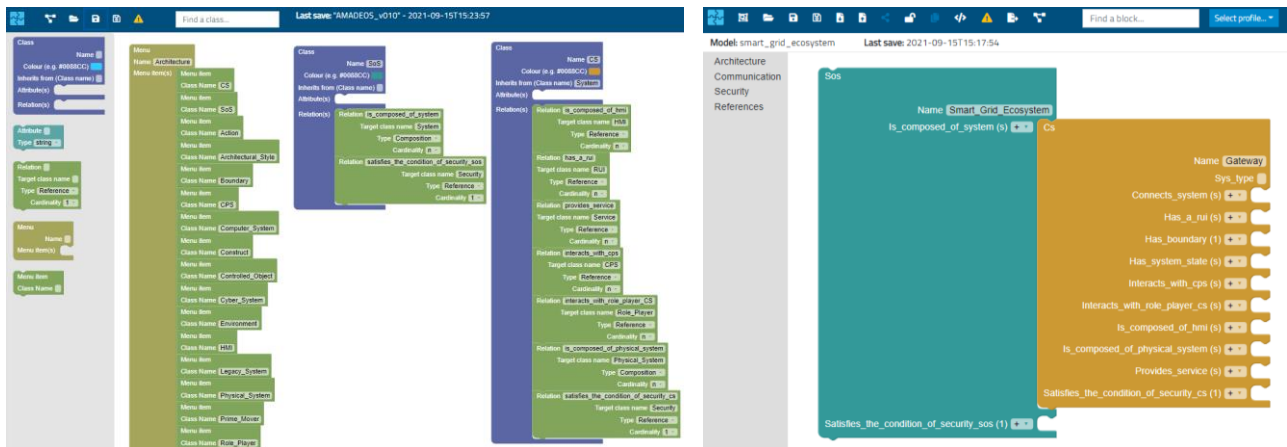 Find a class...
Last save: "AMADEOS_v010" - 2021-09-15T15:23:57
Class
Name
Colour (e.g. #0088CC)
Inherits from (Class name)
Attribute(s)
Relation(s)
Attribute
Type string
Relation
Target class name
Type Reference
Cardinality 1
Menu
Name
Menu item(s)
Menu item
Class Name
Menu
Name Architecture
Menu item(s) Menu item
Class Name CS
Menu item
Class Name SoS
Menu item
Class Name Action
Menu item
Class Name Architectural_Style
Menu item
Class Name Boundary
Menu item
Class Name CPS
Menu item
Class Name Computer_System
Menu item
Class Name Construct
Menu item
Class Name Controlled_Object
Menu item
Class Name Cyber_System
Menu item
Class Name Environment
Menu item
Class Name HMI
Menu item
Class Name Legacy_System
Menu item
Class Name Physical_System
Menu item
Class Name Prime_Mover
Menu item
Class Name Role_Player
Class
Name SoS
Colour (e.g. #0088CC)
Inherits from (Class name)
Attribute(s)
Relation(s) Relation is_composed_of_system
Target class name System
Type Composition
Cardinality n
Relation satisfies_the_condition_of_security_sos
Target class name Security
Type Reference
Cardinality 1
Class
Name CS
Colour (e.g. #0088CC)
Inherits from (Class name) System
Attribute(s)
Relation(s) Relation is_composed_of_hmi
Target class name HMI
Type Reference
Cardinality n
Relation has_a_rui
Target class name RUI
Type Reference
Cardinality n
Relation provides_service
Target class name Service
Type Reference
Cardinality n
Relation interacts_with_cps
Target class name CPS
Type Reference
Cardinality n
Relation interacts_with_role_player_CS
Target class name Role_Player
Type Reference
Cardinality n
Relation is_composed_of_physical_system
Target class name Physical_System
Type Composition
Cardinality n
Relation satisfies_the_condition_of_security_cs
Target class name Security
Type Reference
Cardinality 1
Find a block...
Select profile...
Model: smart_grid_ecosystem Last save: 2021-09-15T15:17:54
Architecture
Communication
Security
References
Sos
Name Smart_Grid_Ecosystem
Is_composed_of_system (s) +
Cs
Name Gateway
Sys_type
Connects_system (s) +
Has_a_rui (s) +
Has_boundary (1) +
Has_system_state (s) +
Interacts_with_cps (s) +
Interacts_with_role_player_cs (s) +
Is_composed_of_hmi (s) +
Is_composed_of_physical_system (s) +
Provides_service (s) +
Satisfies_the_condition_of_security_cs (1) +
Satisfies_the_condition_of_security_sos (1) +